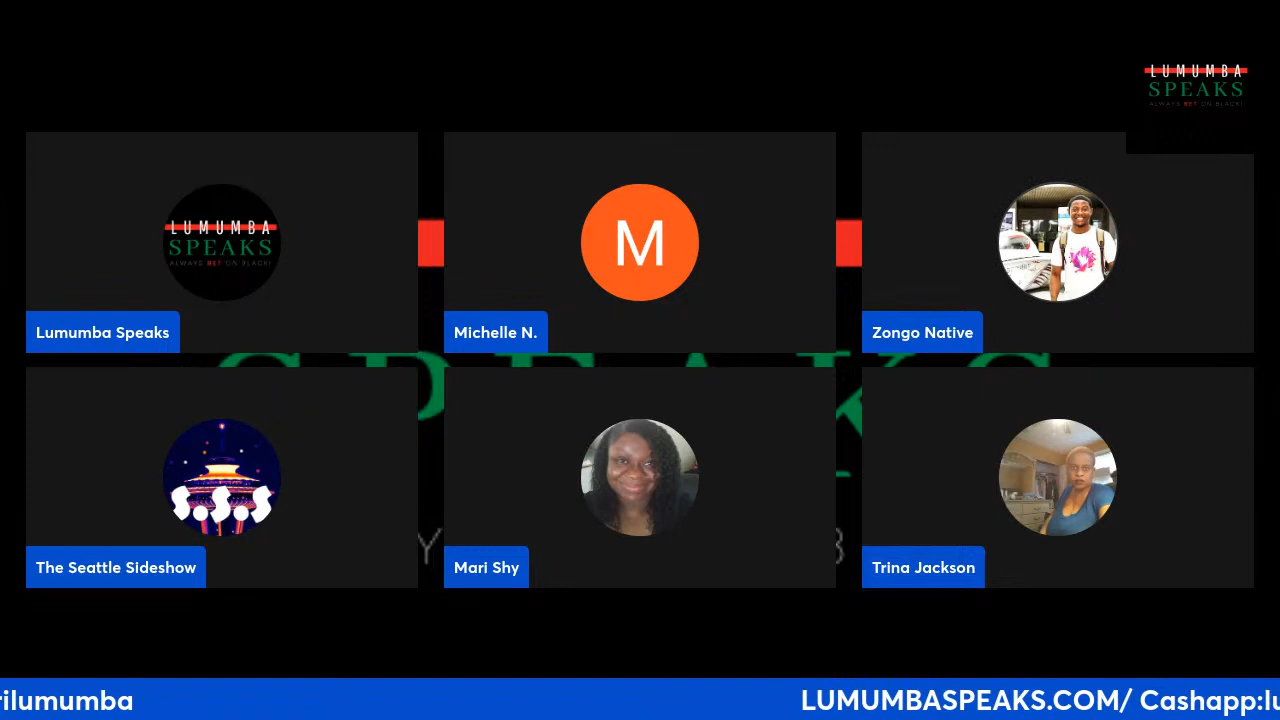 LUMUMBA
SPEAKS
ALWAYS BET ON BLACK!
LUMUMBA
SPEAKS
ALWAYS BET ON BLACK!
M
Lumumba Speaks
Michelle N.
Zongo Native
SPEAKS
S.S.S
The Seattle Sideshow
Mari Shy
Trina Jackson
rilumumba
LUMUMBASPEAKS.COM/ Cashapp:lu